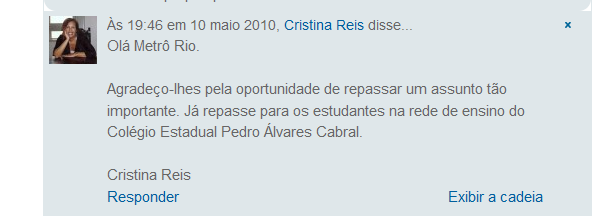 Às 19:46 em 10 maio 2010, Cristina Reis disse...
×
Olá Metrô Rio.
Agradeço-lhes pela oportunidade de repassar um assunto tão
importante. Já repasse para os estudantes na rede de ensino do
Colégio Estadual Pedro Álvares Cabral.
Cristina Reis
Responder
Exibir a cadeia